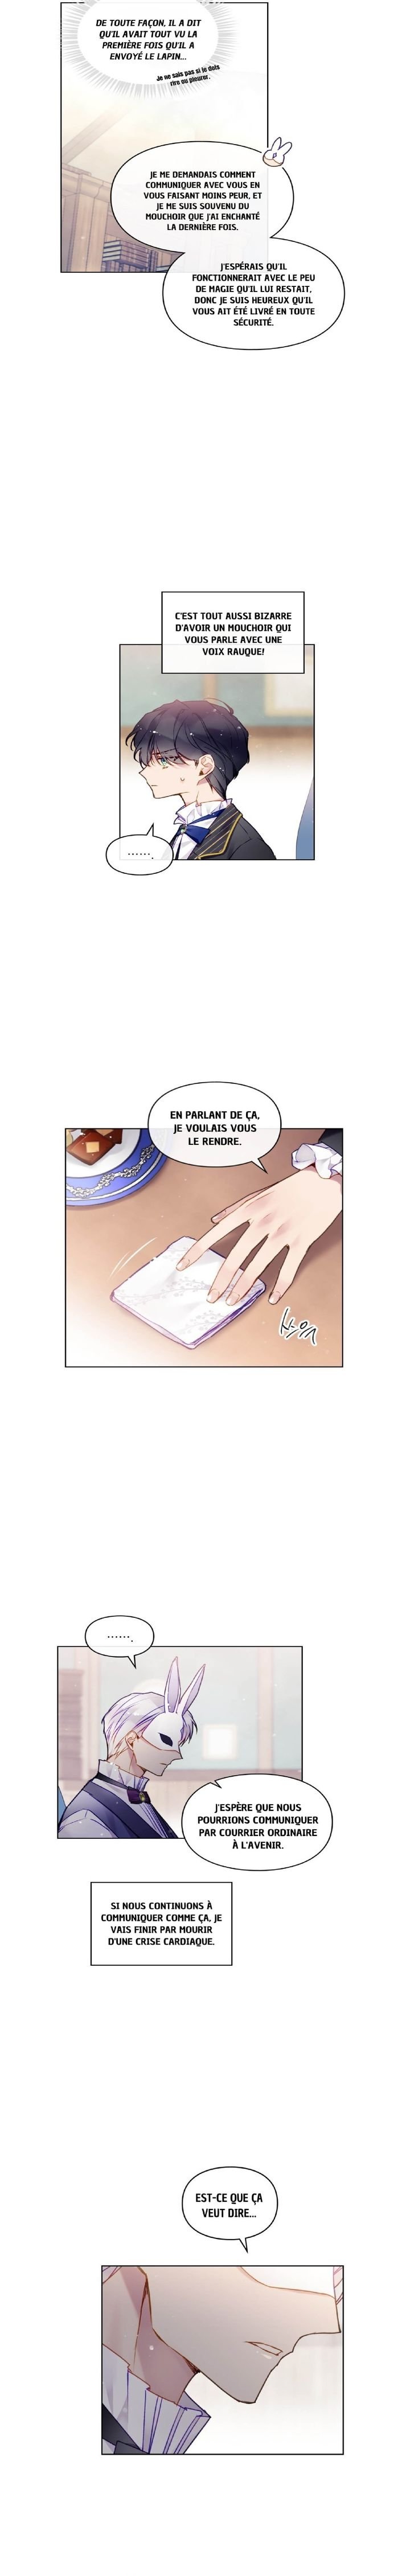 DE TOUTE FAÇON, IL A DIT
QU'IL AVAIT TOUT VU LA
PREMIÈRE FOIS QU'IL A
ENVOYÉ LE LAPIN...
Je ne sais pas si je dois
rire ou pleurer.
JE ME DEMANDAIS COMMENT
COMMUNIQUER AVEC VOUS EN
VOUS FAISANT MOINS PEUR, ET
JE ME SUIS SOUVENU DU
MOUCHOIR QUE J'AI ENCHANTÉ
LA DERNIÈRE FOIS.
J'ESPÉRAIS QU'IL
FONCTIONNERAIT AVEC LE PEU
DE MAGIE QU'IL LUI RESTAIT,
DONC JE SUIS HEUREUX QU'IL
VOUS AIT ÉTÉ LIVRÉ EN TOUTE
SÉCURITÉ.
C'EST TOUT AUSSI BIZARRE
D'AVOIR UN MOUCHOIR QUI
VOUS PARLE AVEC UNE
VOIX RAUQUE!
.......
EN PARLANT DE ÇA,
JE VOULAIS VOUS
LE RENDRE.
스윽
.......
J'ESPÈRE QUE NOUS
POURRIONS COMMUNIQUER
PAR COURRIER ORDINAIRE
À L'AVENIR.
SI NOUS CONTINUONS À
COMMUNIQUER COMME ÇA, JE
VAIS FINIR PAR MOURIR
D'UNE CRISE CARDIAQUE.
EST-CE QUE ÇA
VEUT DIRE...